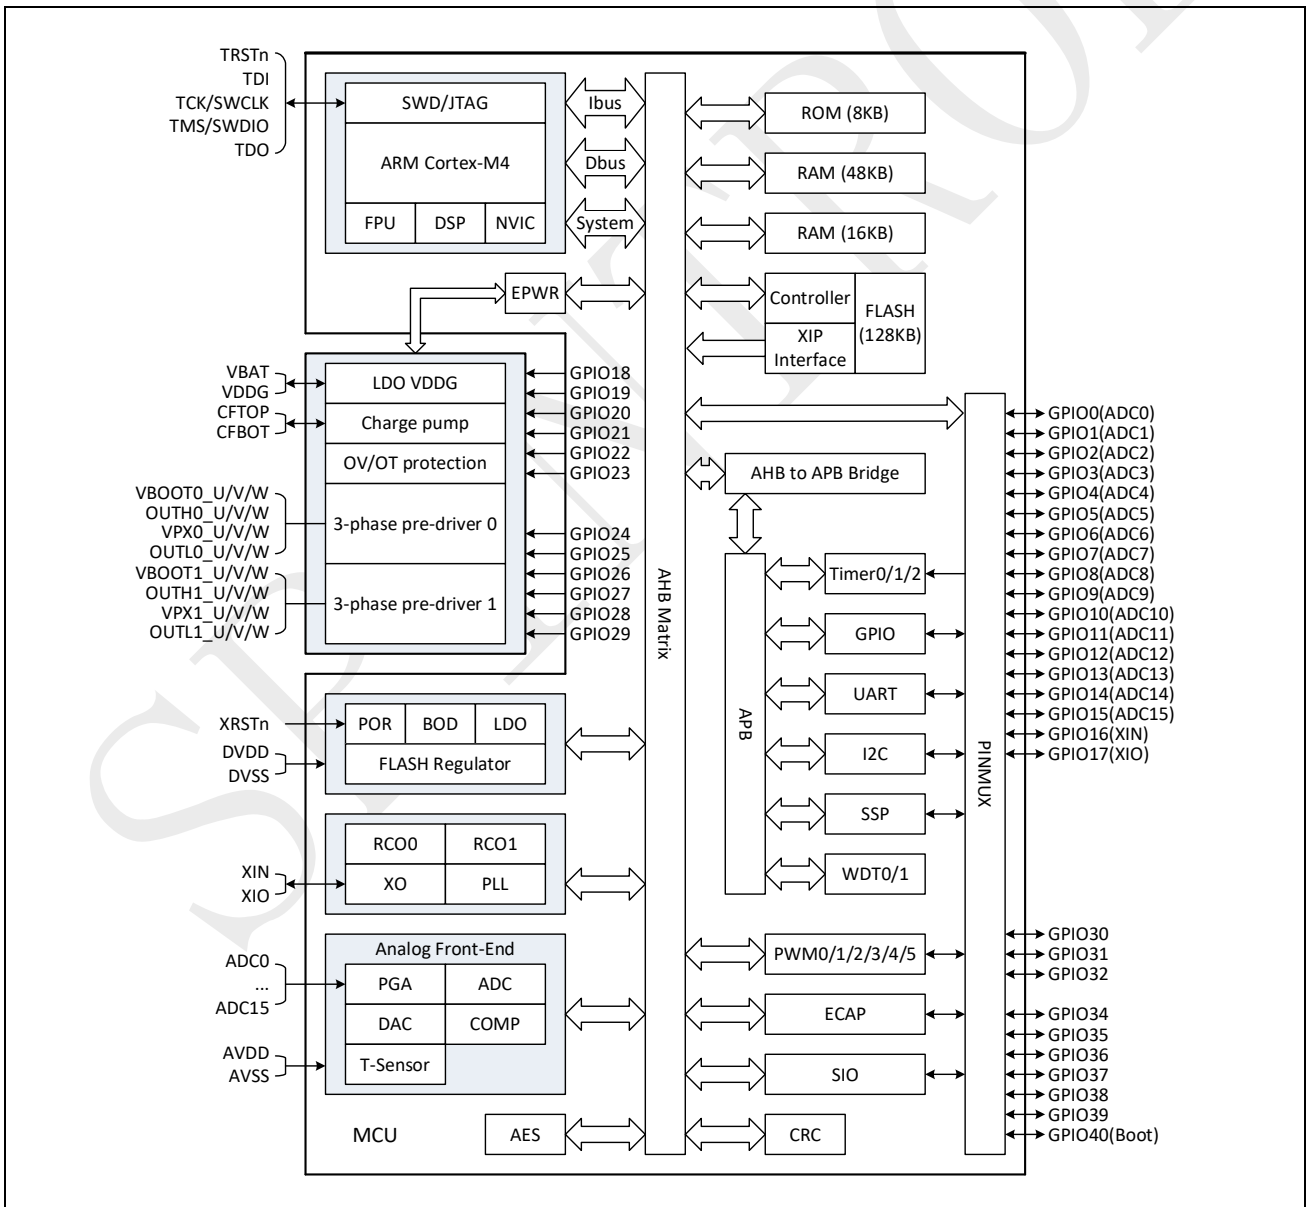 TRSTn
TDI
TCK/SWCLK
TMS/SWDIO
TDO
SWD/JTAG
ARM Cortex-M4
FPU
DSP
NVIC
Ibus
Dbus
System
EPWR
AHB Matrix
ROM (8KB)
RAM (48KB)
RAM (16KB)
Controller
XIP
Interface
FLASH
(128KB)
VBAT
VDDG
CFTOP
CFBOT
VBOOT0_U/V/W
OUTH0_U/V/W
VPX0_U/V/W
OUTL0_U/V/W
VBOOT1_U/V/W
OUTH1_U/V/W
VPX1_U/V/W
OUTL1_U/V/W
LDO VDDG
Charge pump
OV/OT protection
3-phase pre-driver 0
3-phase pre-driver 1
GPIO18
GPIO19
GPIO20
GPIO21
GPIO22
GPIO23
GPIO24
GPIO25
GPIO26
GPIO27
GPIO28
GPIO29
AHB to APB Bridge
APB
Timer0/1/2
GPIO
UART
I2C
SSP
WDT0/1
PINMUX
GPIO0(ADC0)
GPIO1(ADC1)
GPIO2(ADC2)
GPIO3(ADC3)
GPIO4(ADC4)
GPIO5(ADC5)
GPIO6(ADC6)
GPIO7(ADC7)
GPIO8(ADC8)
GPIO9(ADC9)
GPIO10(ADC10)
GPIO11(ADC11)
GPIO12(ADC12)
GPIO13(ADC13)
GPIO14(ADC14)
GPIO15(ADC15)
GPIO16(XIN)
GPIO17(XIO)
XRSTn
DVDD
DVSS
POR
BOD
LDO
FLASH Regulator
XIN
XIO
RCO0
RCO1
XO
PLL
ADC0
...
ADC15
AVDD
AVSS
Analog Front-End
PGA
ADC
DAC
COMP
T-Sensor
MCU
AES
PWM0/1/2/3/4/5
ECAP
SIO
CRC
GPIO30
GPIO31
GPIO32
GPIO34
GPIO35
GPIO36
GPIO37
GPIO38
GPIO39
GPIO40(Boot)